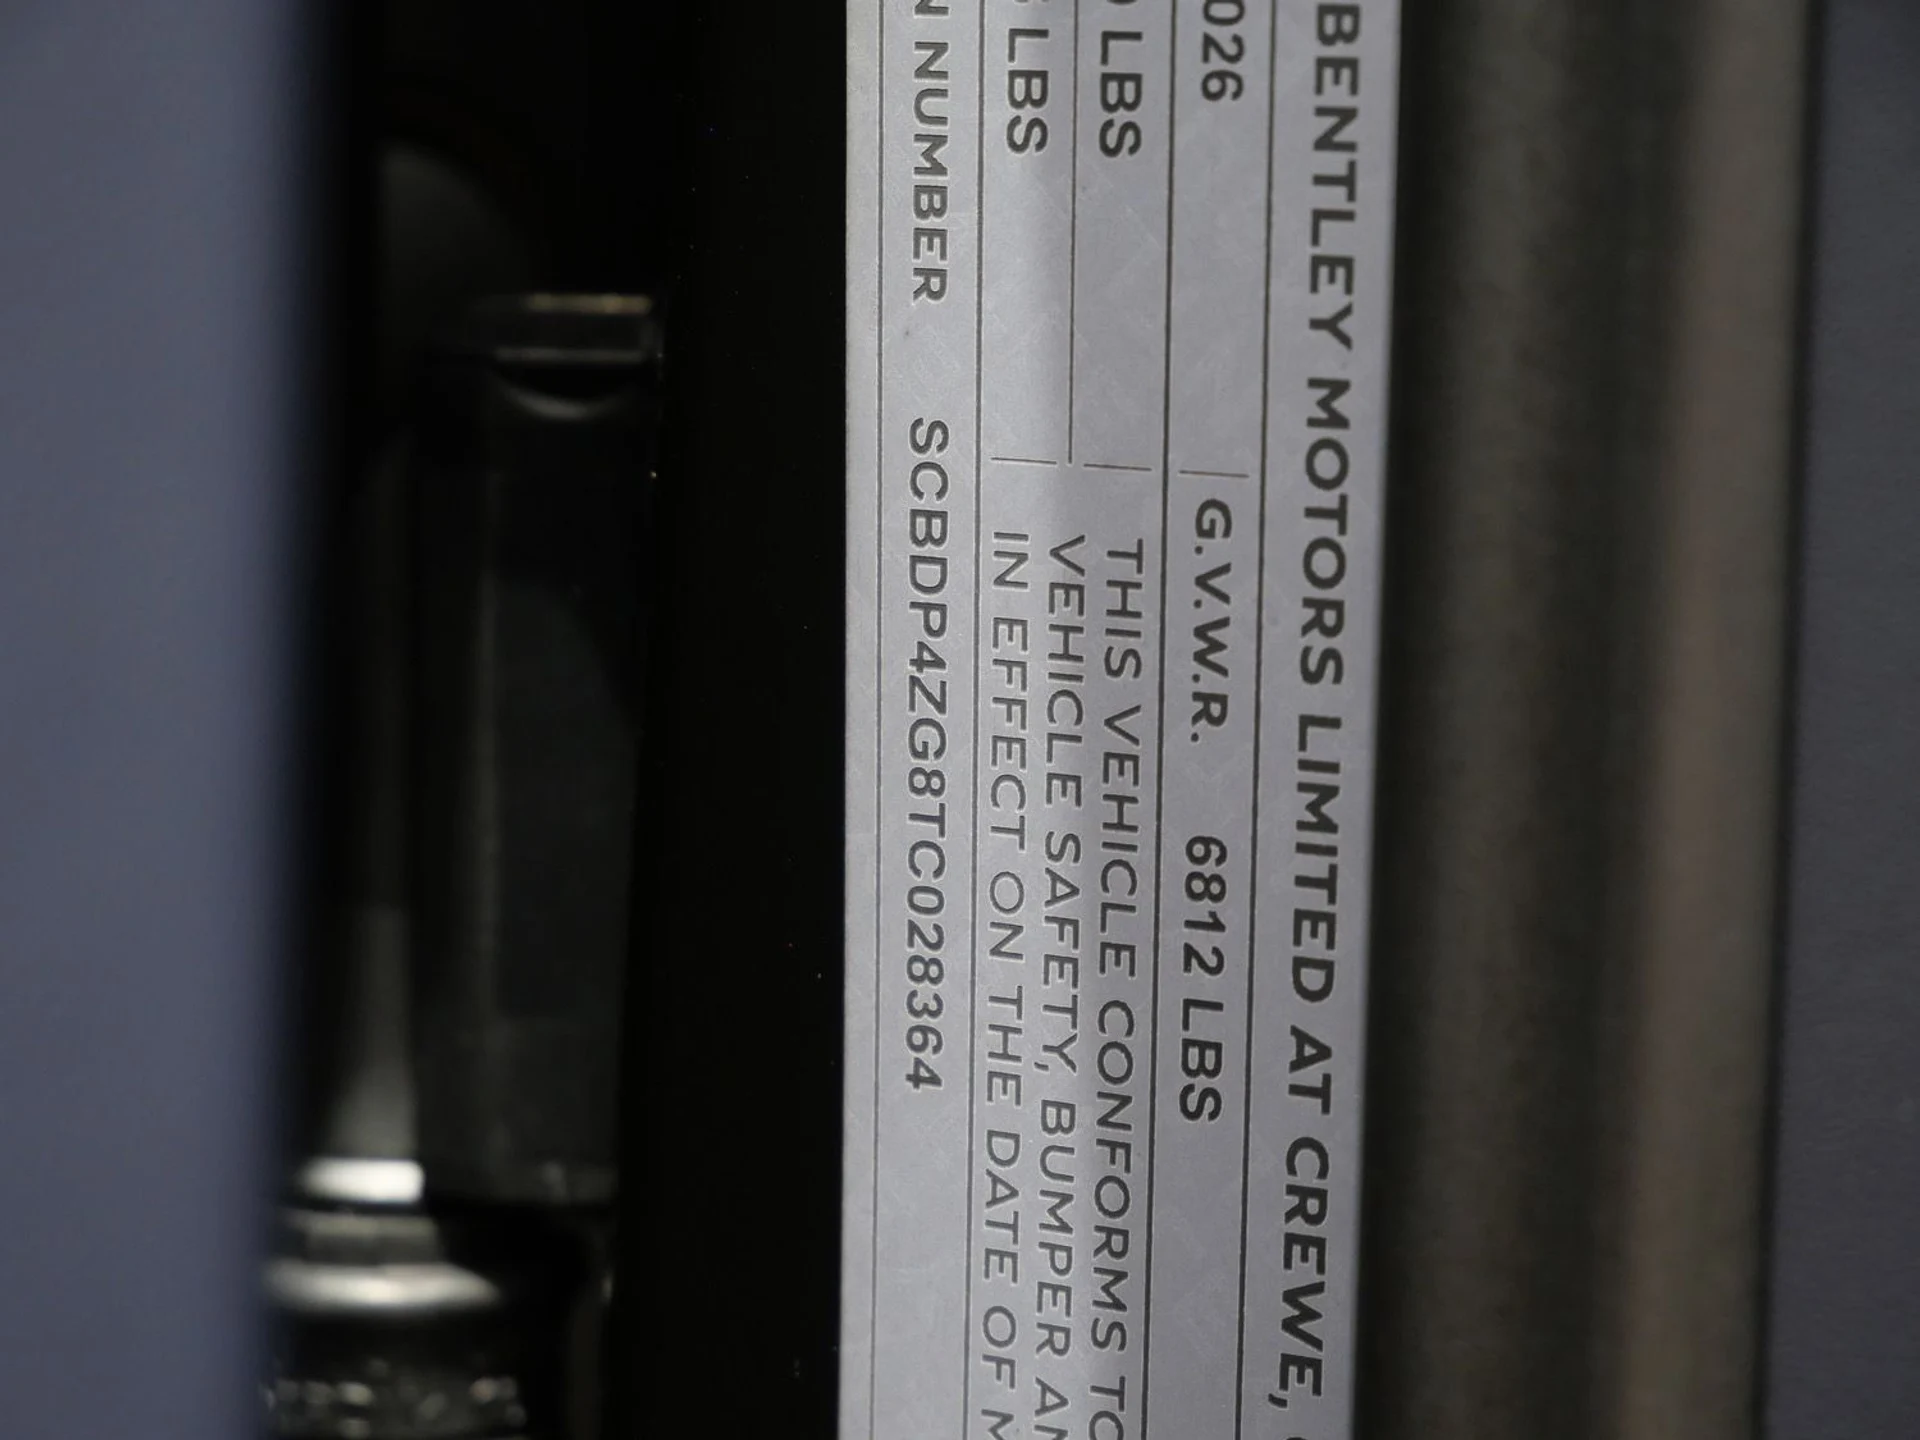 BENTLEY MOTORS LIMITED AT CREWE,
026 G.V.W.R. 6812 LBS
LBS THIS VEHICLE CONFORMS TO
VEHICLE SAFETY, BUMPER
LBS IN EFFECT ON THE DATE OF
NUMBER SCBDP4ZG8TC028364